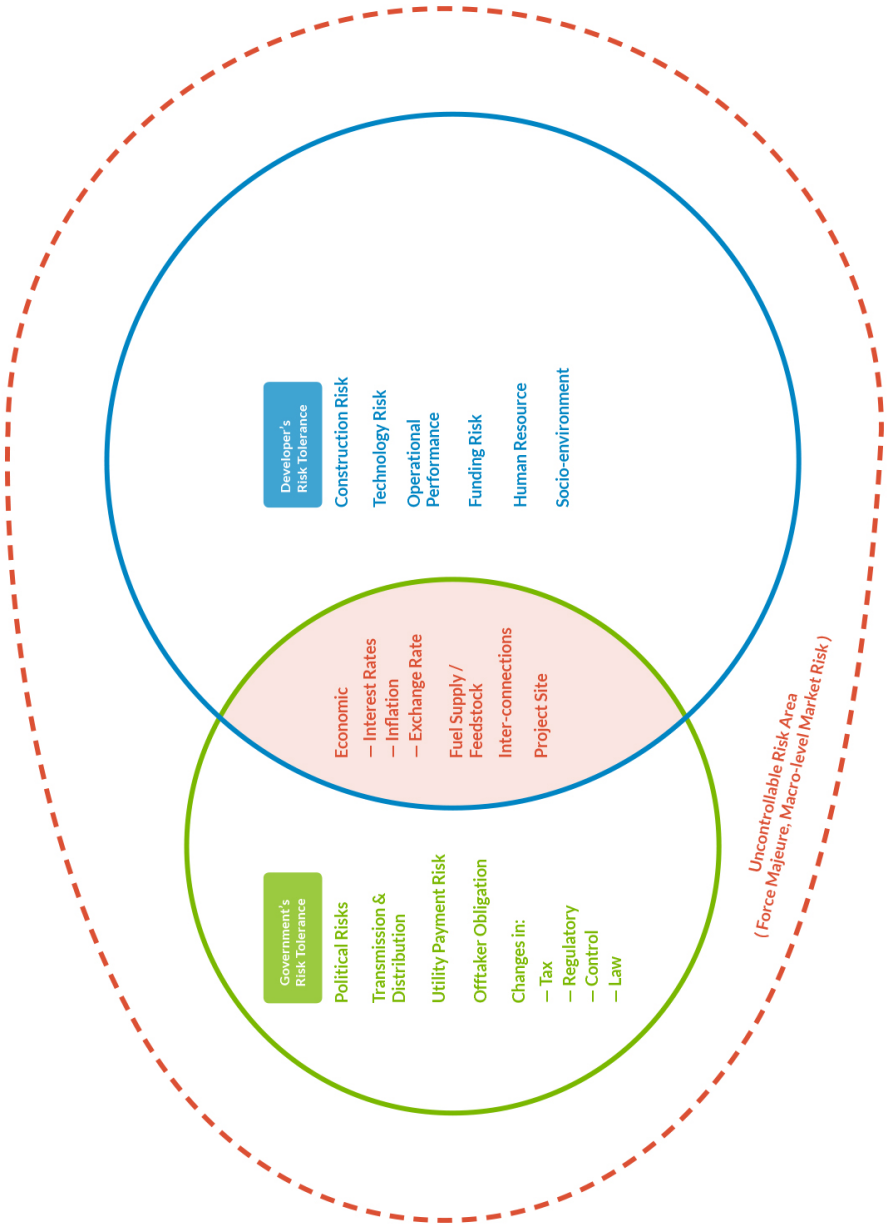 Government's
Risk Tolerance
Political Risks
Transmission &
Distribution
Utility Payment Risk
Offtaker Obligation
Changes in:
– Tax
– Regulatory
– Control
– Law
Economic
– Interest Rates
– Inflation
– Exchange Rate
Fuel Supply /
Feedstock
Inter-connections
Project Site
Developer's
Risk Tolerance
Construction Risk
Technology Risk
Operational
Performance
Funding Risk
Human Resource
Socio-environment
Uncontrollable Risk Area
( Force Majeure, Macro-level Market Risk )